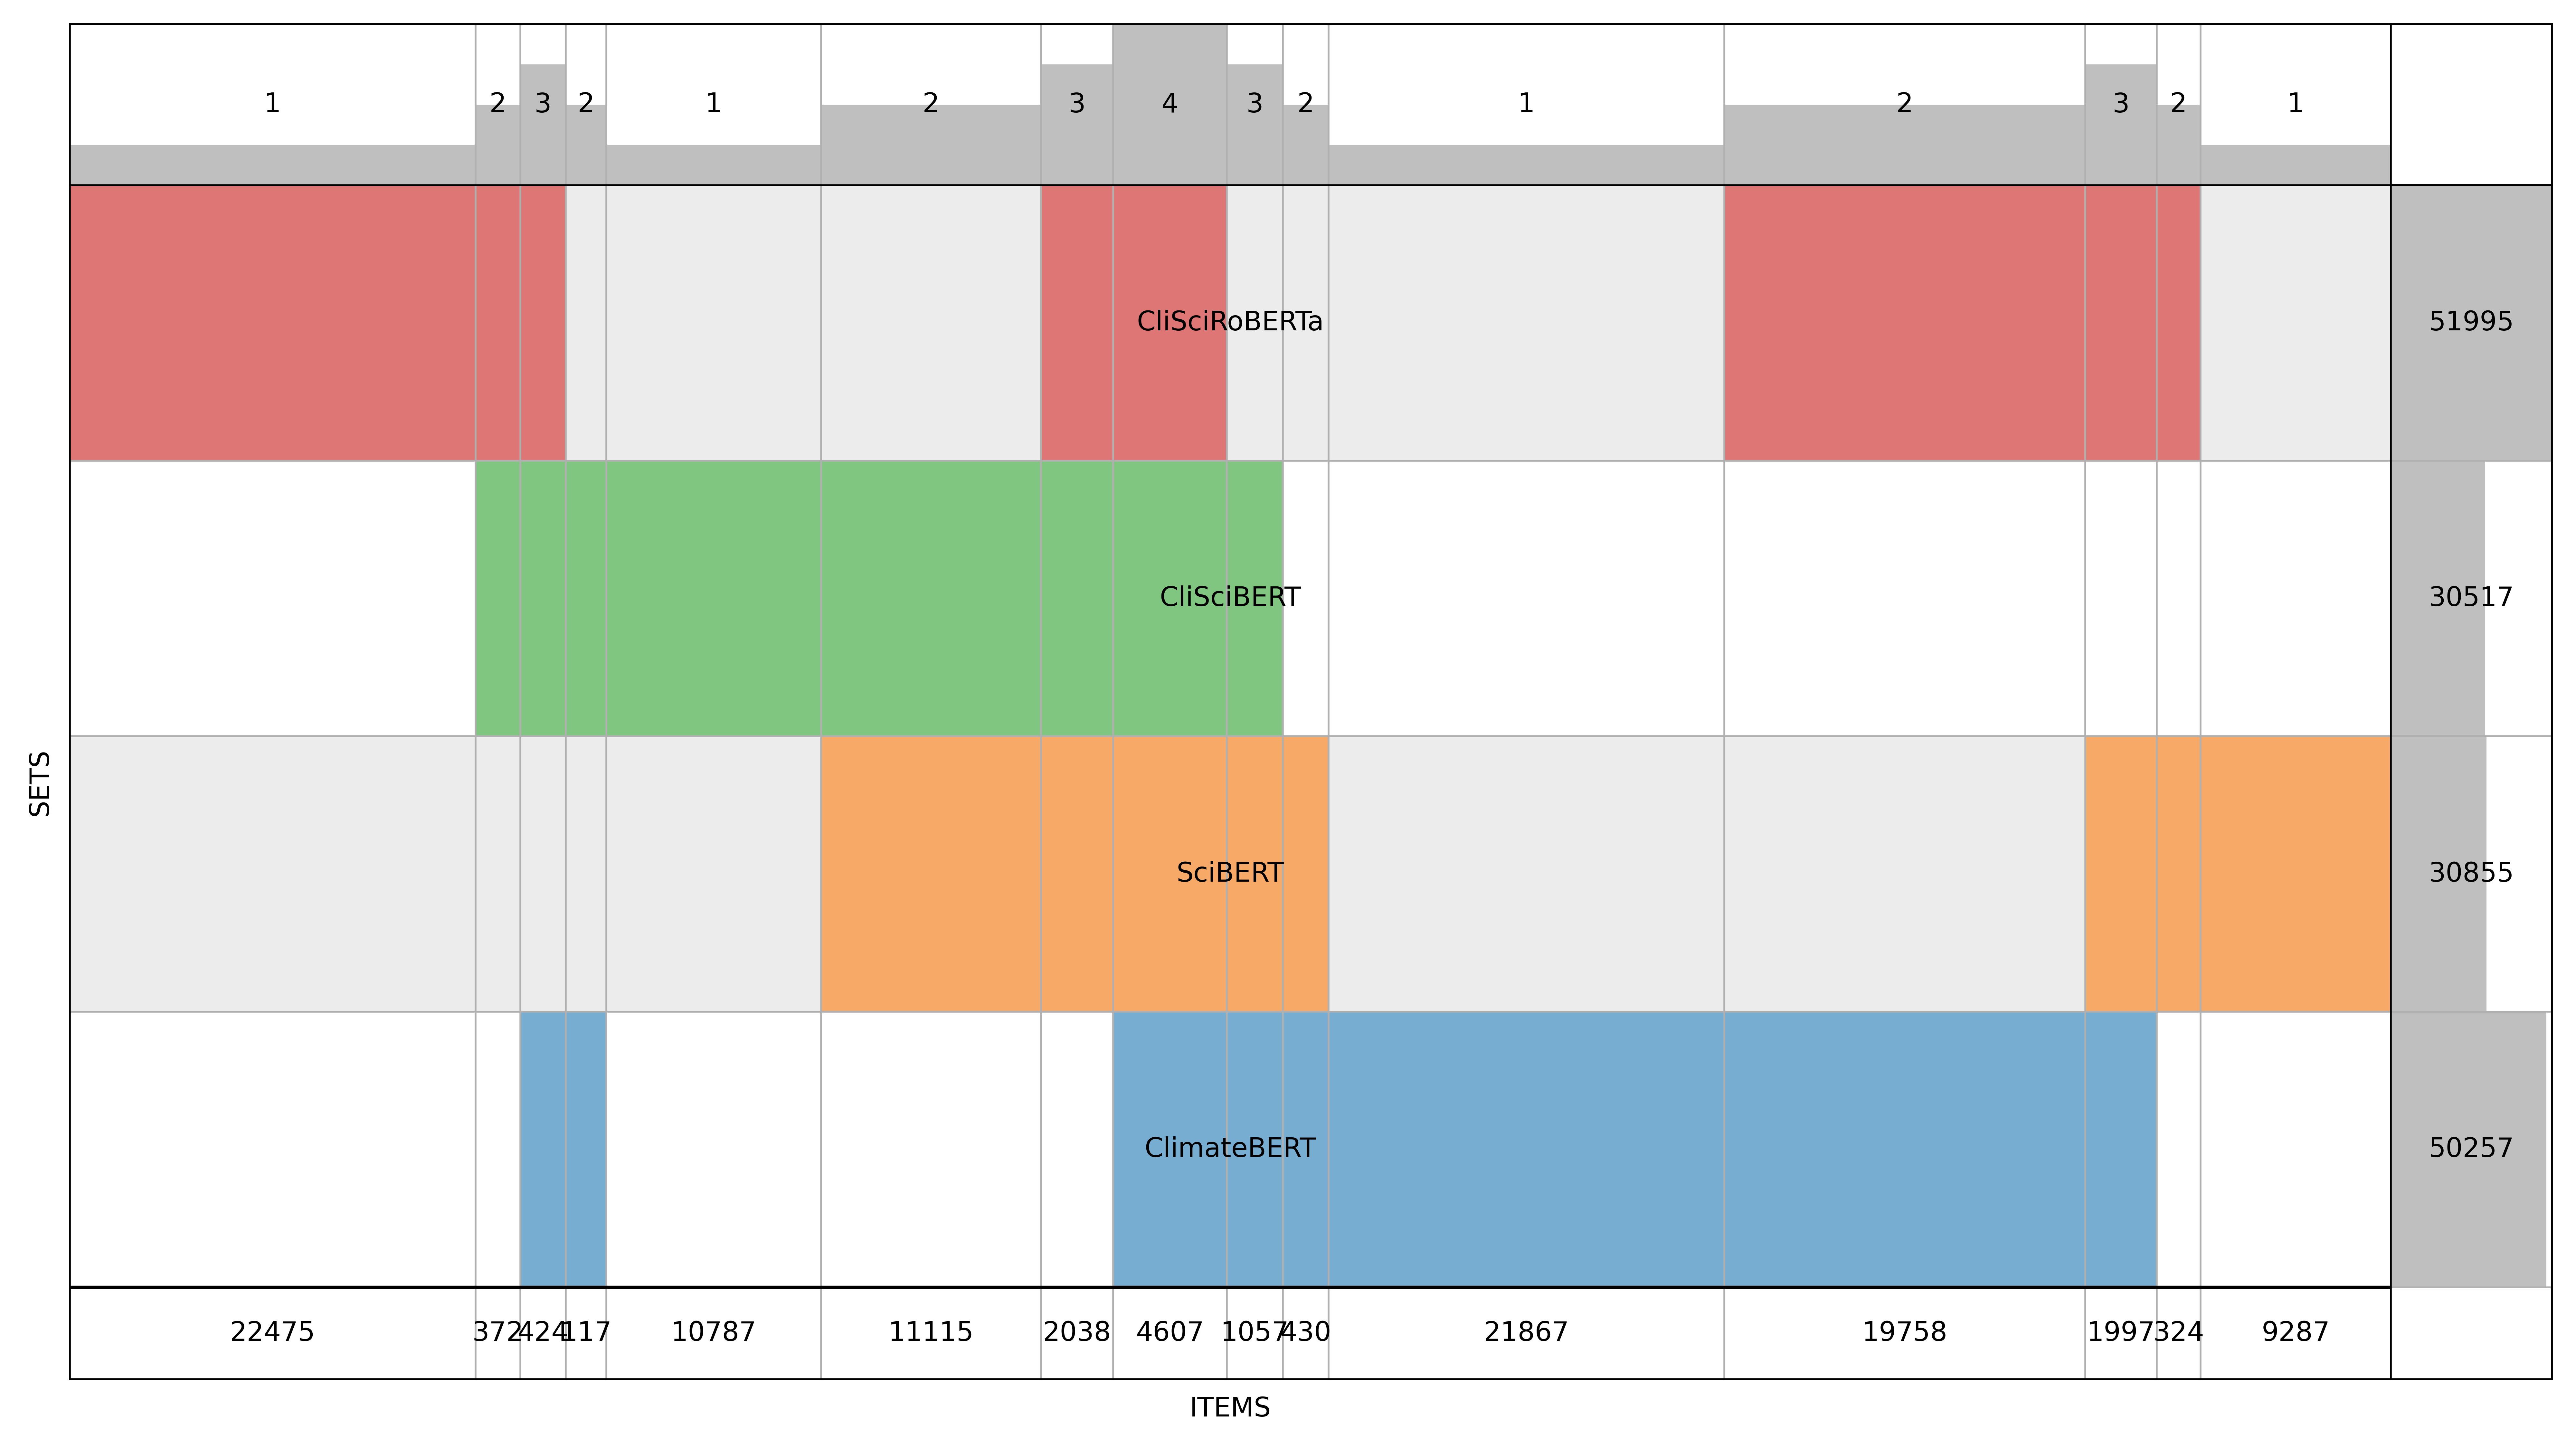 1 2 3 2 1 2 3 4 3 2 1 2 3 2 1
CliSciRoBERTa 51995
CliSciBERT 30517
SciBERT 30855
ClimateBERT 50257
22475 372 424 117 10787 11115 2038 4607 1057 430 21867 19758 1997 324 9287
SETS
ITEMS